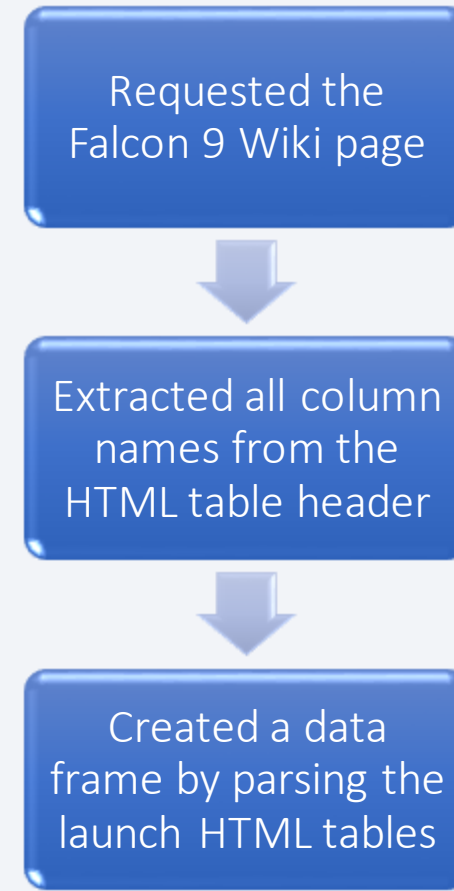 Requested the
Falcon 9 Wiki page
Extracted all column
names from the
HTML table header
Created a data
frame by parsing the
launch HTML tables